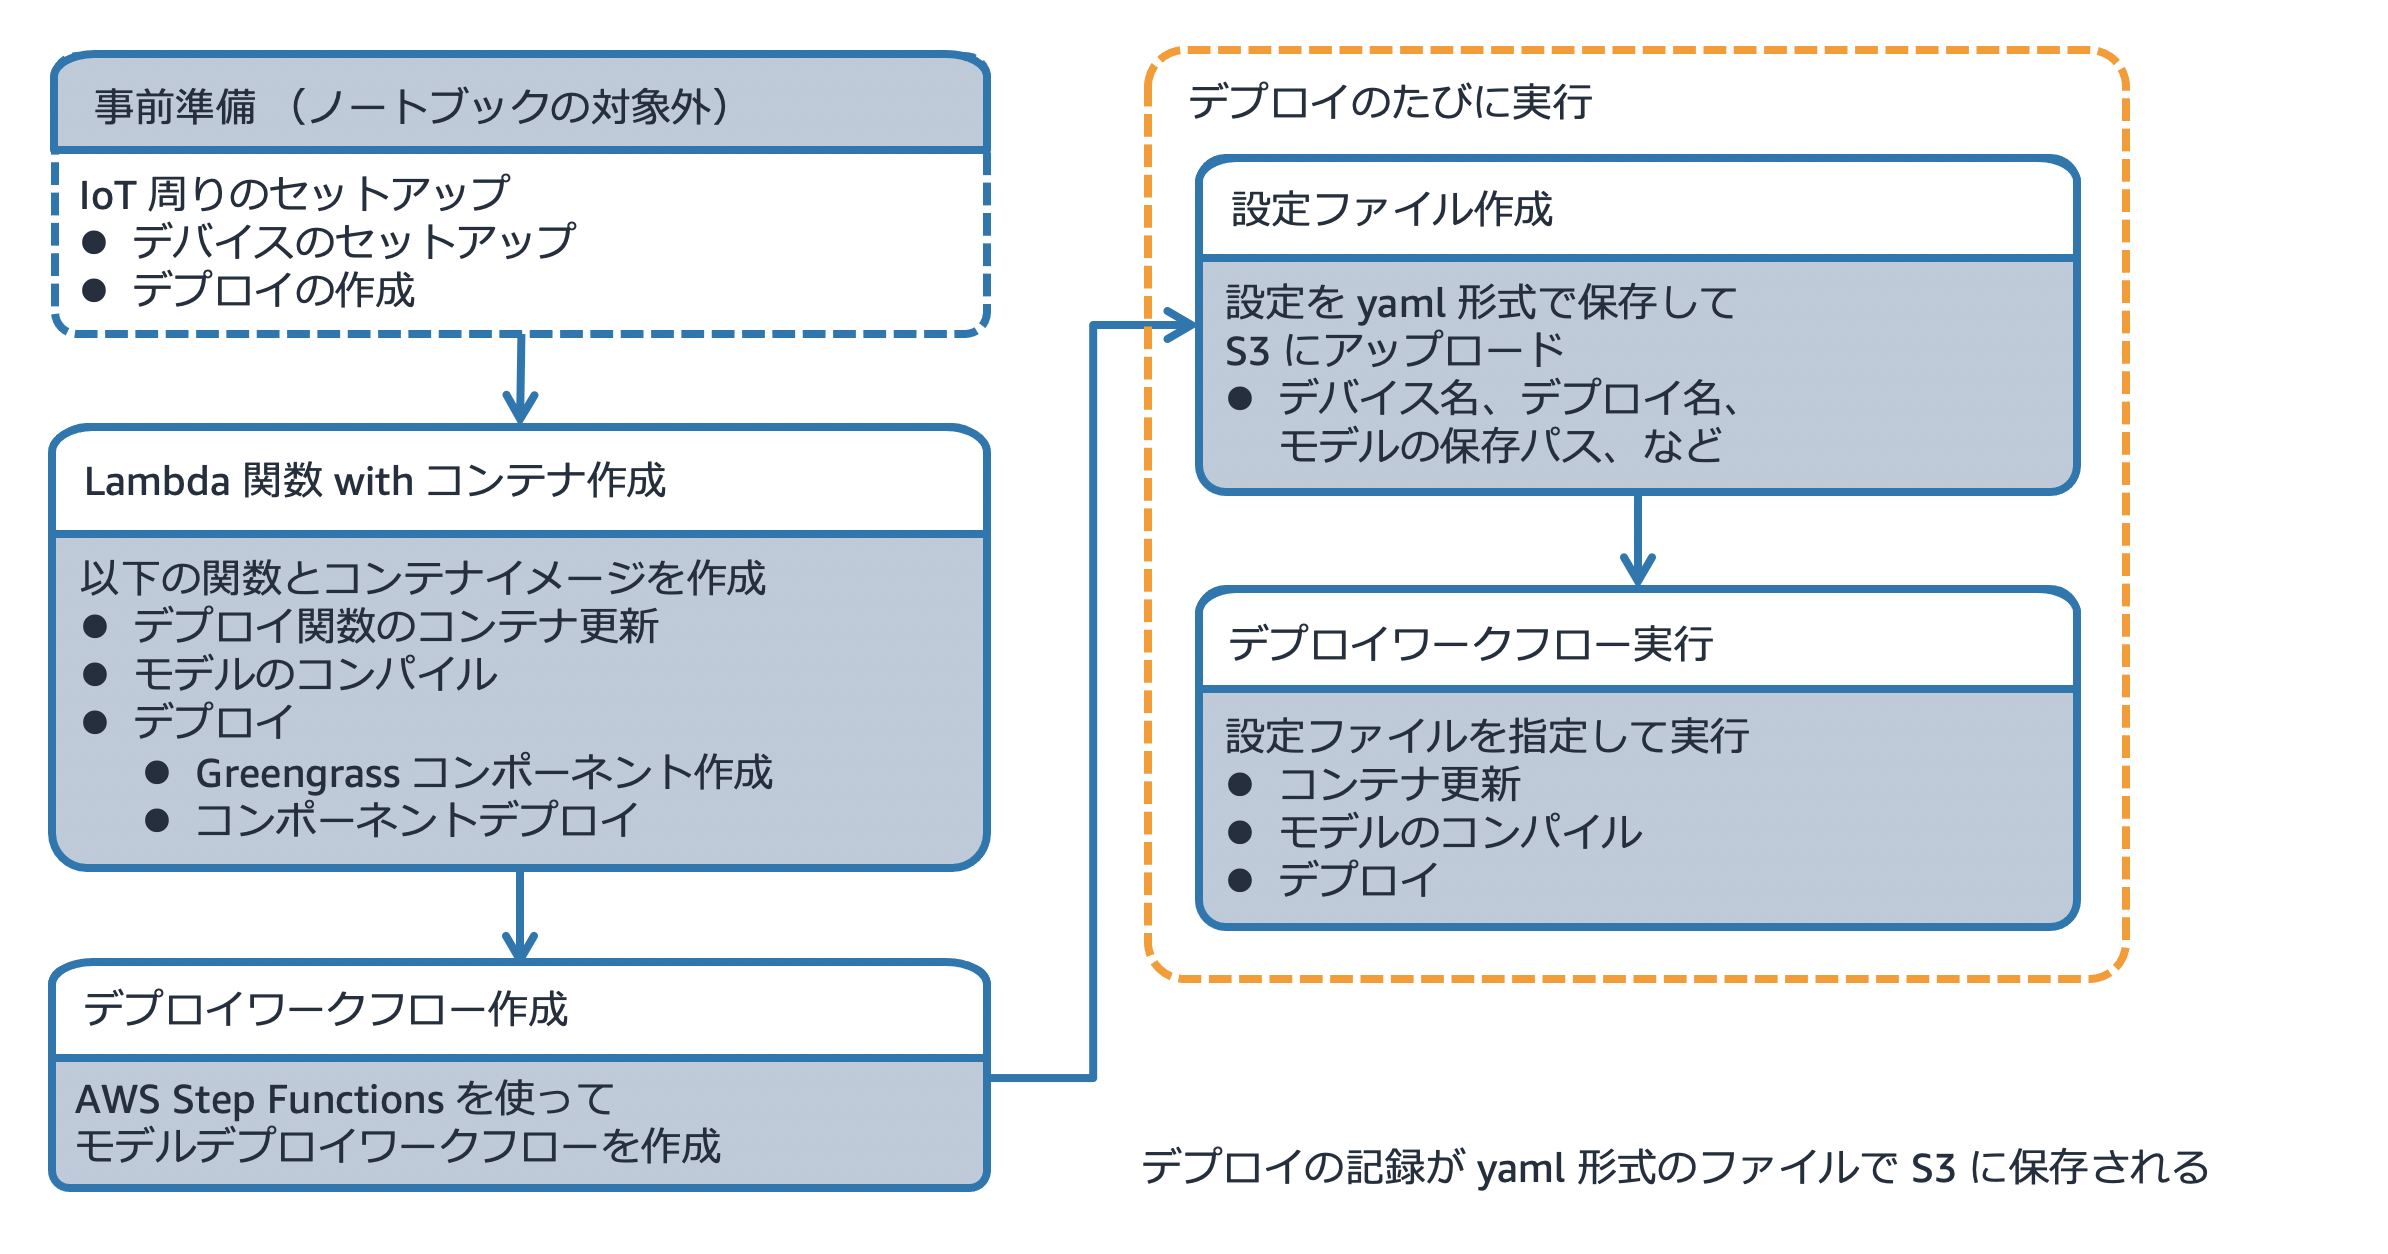 事前準備 （ノートブックの対象外）
IoT 周りのセットアップ
● デバイスのセットアップ
● デプロイの作成
Lambda 関数 with コンテナ作成
以下の関数とコンテナイメージを作成
● デプロイ関数のコンテナ更新
● モデルのコンパイル
● デプロイ
● Greengrass コンポーネント作成
● コンポーネントデプロイ
デプロイワークフロー作成
AWS Step Functions を使って
モデルデプロイワークフローを作成
デプロイのたびに実行
設定ファイル作成
設定を yaml 形式で保存して
S3 にアップロード
● デバイス名、デプロイ名、
モデルの保存パス、など
デプロイワークフロー実行
設定ファイルを指定して実行
● コンテナ更新
● モデルのコンパイル
● デプロイ
デプロイの記録が yaml 形式のファイルで S3 に保存される